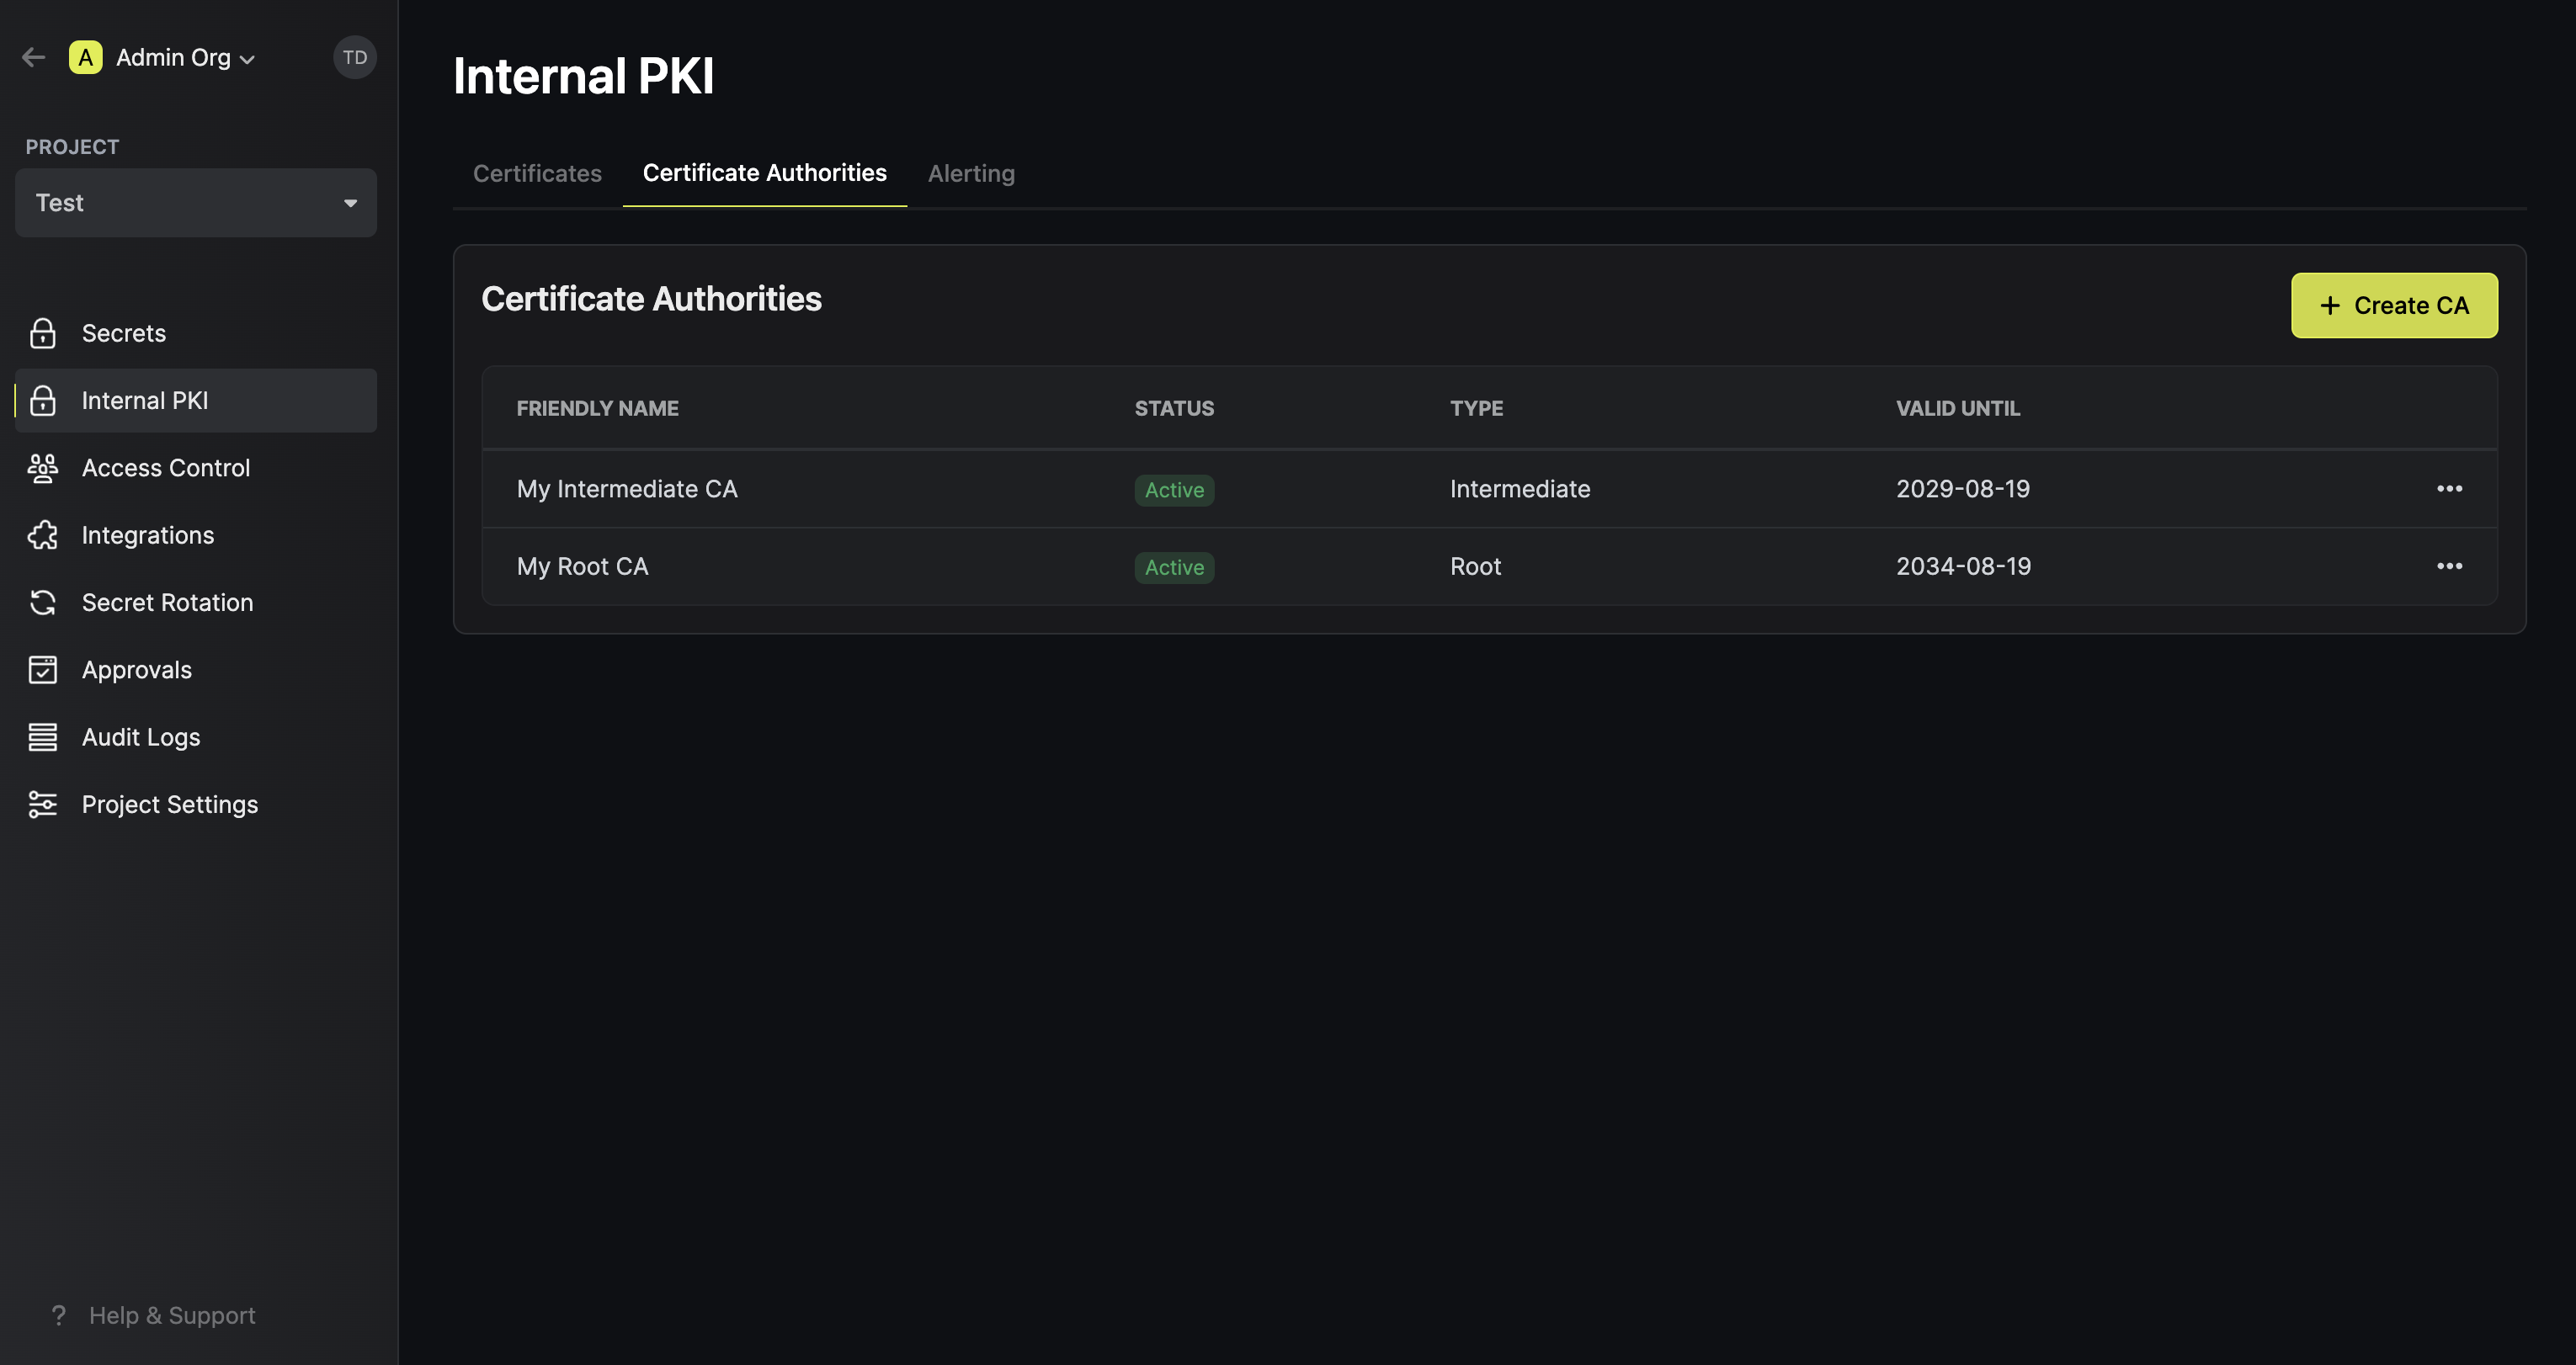 A Admin Org
TD
PROJECT
Test
Secrets
Internal PKI
Access Control
Integrations
Secret Rotation
Approvals
Audit Logs
Project Settings
? Help & Support
Internal PKI
Certificates Certificate Authorities Alerting
Certificate Authorities
+ Create CA
FRIENDLY NAME STATUS TYPE VALID UNTIL
My Intermediate CA Active Intermediate 2029-08-19 •••
My Root CA Active Root 2034-08-19 •••